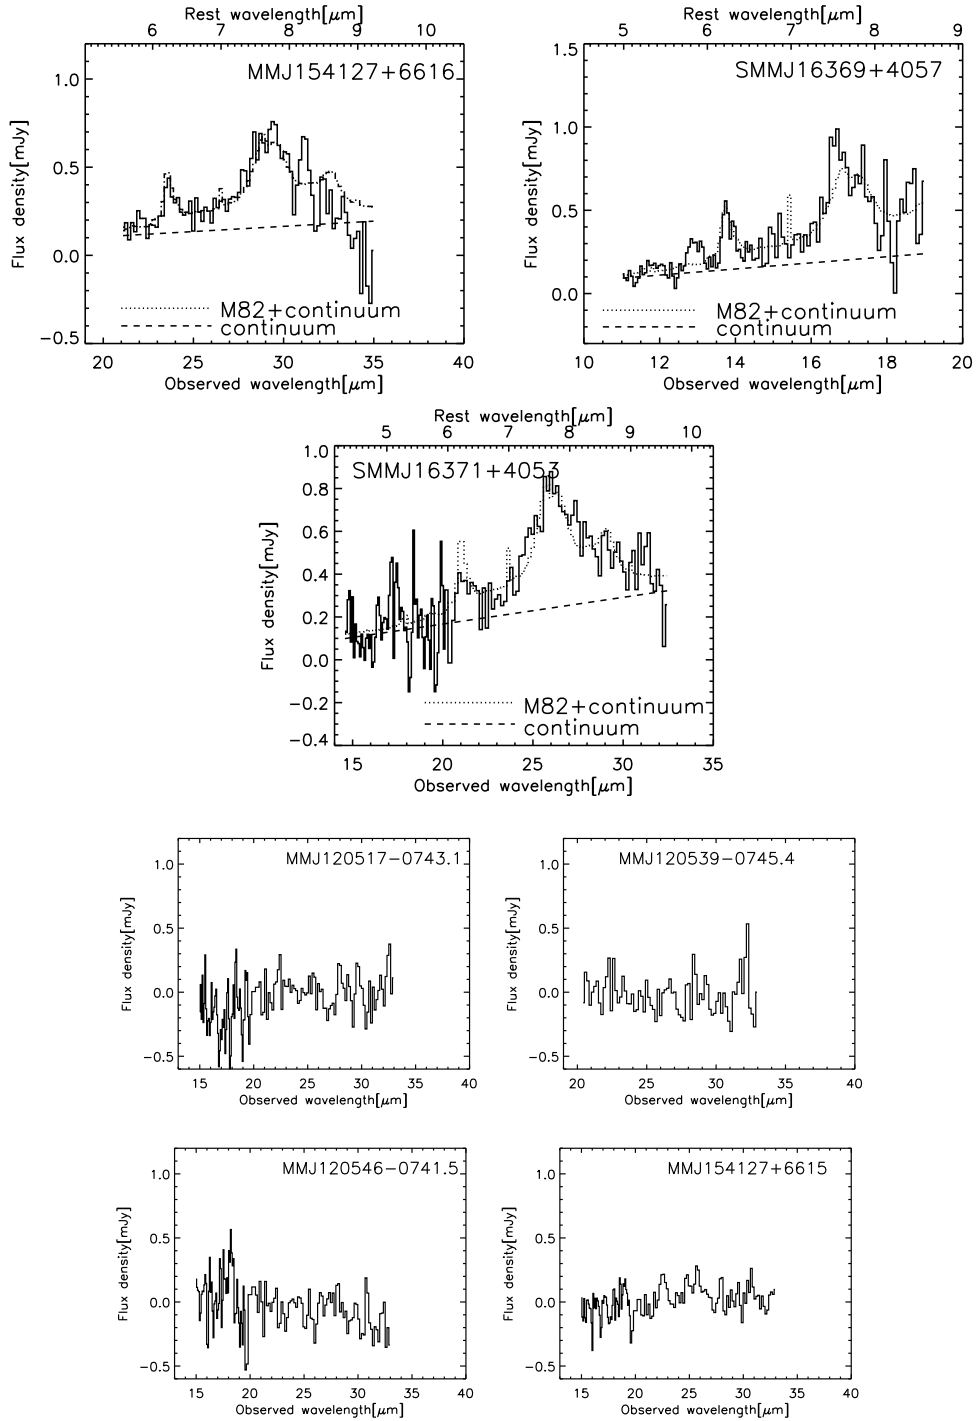 Rest wavelength[μm]
6 7 8 9 10
MMJ154127+6616
1.0
0.5
0.0
−0.5
Flux density[mJy]
M82+continuum
continuum
20 25 30 35 40
Observed wavelength[μm]
Rest wavelength[μm]
5 6 7 8
SMMJ16369+4057
1.5
1.0
0.5
0.0
Flux density[mJy]
M82+continuum
continuum
10 12 14 16 18 20
Observed wavelength[μm]
Rest wavelength[μm]
5 6 7 8 9 10
SMMJ16371+4053
1.0
0.8
0.6
0.4
0.2
0.0
−0.2
−0.4
Flux density[mJy]
M82+continuum
continuum
15 20 25 30 35
Observed wavelength[μm]
MMJ120517−0743.1
1.0
0.5
0.0
−0.5
Flux density[mJy]
15 20 25 30 35 40
Observed wavelength[μm]
MMJ120539−0745.4
1.0
0.5
0.0
−0.5
Flux density[mJy]
20 25 30 35 40
Observed wavelength[μm]
MMJ120546−0741.5
1.0
0.5
0.0
−0.5
Flux density[mJy]
15 20 25 30 35 40
Observed wavelength[μm]
MMJ154127+6615
1.0
0.5
0.0
−0.5
Flux density[mJy]
15 20 25 30 35 40
Observed wavelength[μm]